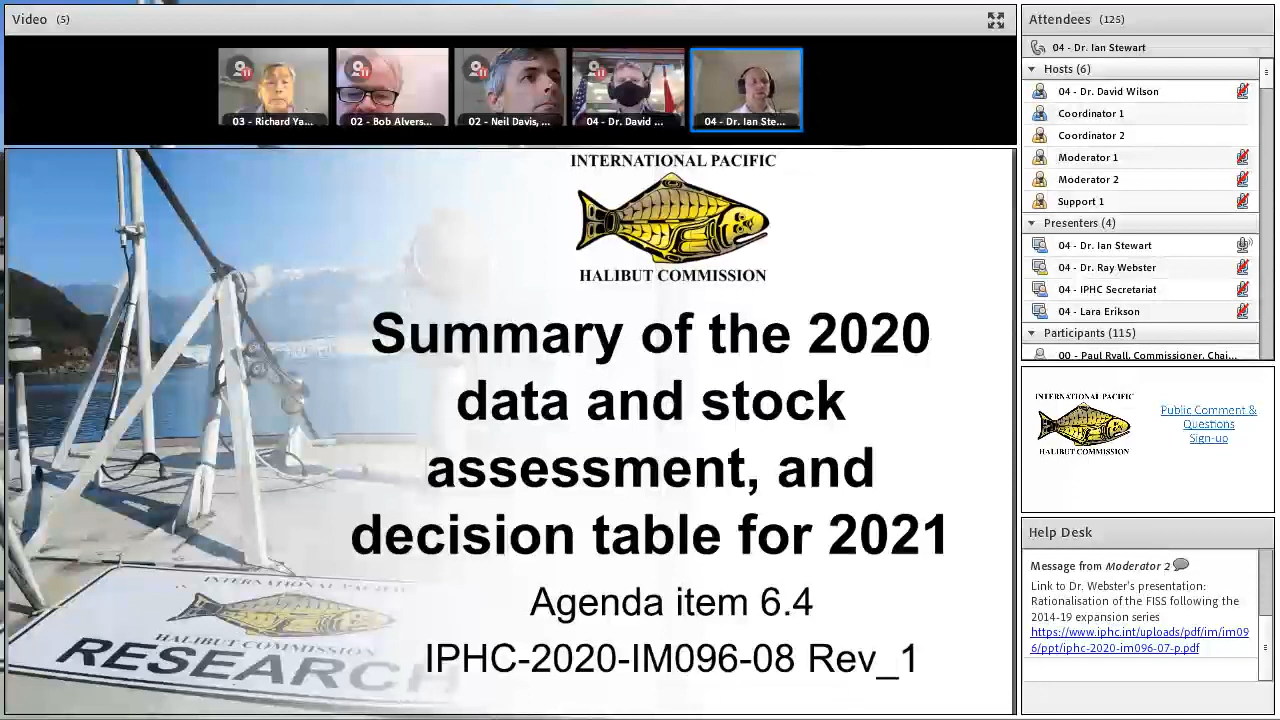 Video (5)
03 - Richard Ya...
02 - Bob Alvers...
02 - Neil Davis, ...
04 - Dr. David ...
04 - Dr. Ian Ste...
INTERNATIONAL PACIFIC
HALIBUT COMMISSION
Summary of the 2020
data and stock
assessment, and
decision table for 2021
Agenda item 6.4
IPHC-2020-IM096-08 Rev_1
INTERNATIONAL PACIFIC
HALIBUT COMMISSION
RESEARCH
Attendees (125)
04 - Dr. Ian Stewart
Hosts (6)
04 - Dr. David Wilson
Coordinator 1
Coordinator 2
Moderator 1
Moderator 2
Support 1
Presenters (4)
04 - Dr. Ian Stewart
04 - Dr. Ray Webster
04 - IPHC Secretariat
04 - Lara Erikson
Participants (115)
INTERNATIONAL PACIFIC
HALIBUT COMMISSION
Public Comment &
Questions
Sign-up
Help Desk
Message from Moderator 2
Link to Dr. Webster's presentation:
Rationalisation of the FISS following the
2014-19 expansion series
https://www.iphc.int/uploads/pdf/im/im09
6/ppt/iphc-2020-im096-07-p.pdf